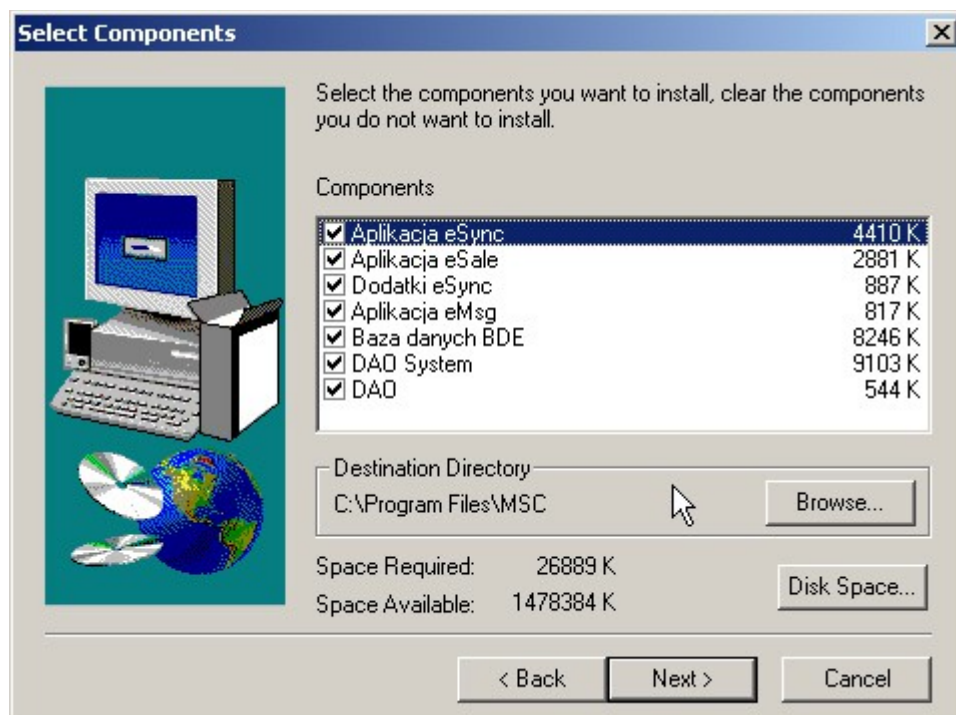 Select Components
Select the components you want to install, clear the components
you do not want to install.
Components
Aplikacja eSync 4410 K
Aplikacja eSale 2881 K
Dodatki eSync 887 K
Aplikacja eMsg 817 K
Baza danych BDE 8246 K
DAO System 9103 K
DAO 544 K
Destination Directory
C:\Program Files\MSC
Browse...
Space Required: 26889 K
Space Available: 1478384 K
Disk Space...
< Back
Next >
Cancel